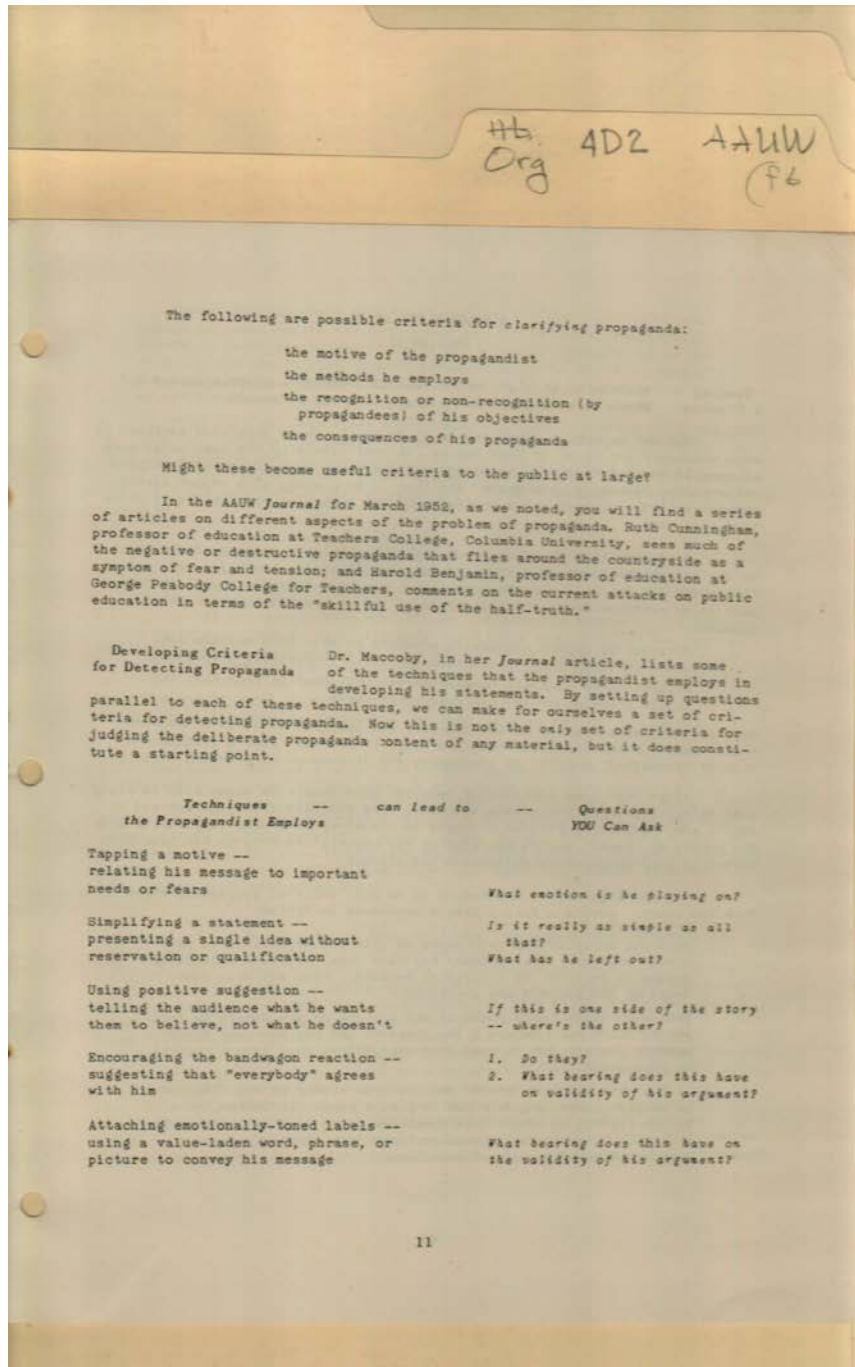 Hb.
Org 4D2 AAUW
The following are possible criteria for clarifying propaganda:
the motive of the propagandist
the methods he employs
the recognition or non-recognition (by
propagandees) of his objectives
the consequences of his propaganda
Might these become useful criteria to the public at large?
In the AAUW Journal for March 1952, as we noted, you will find a series
of articles on different aspects of the problem of propaganda. Ruth Cunningham,
professor of education at Teachers College, Columbia University, sees much of
the negative or destructive propaganda that flies around the countryside as a
symptom of fear and tension; and Harold Benjamin, professor of education at
George Peabody College for Teachers, comments on the current attacks on public
education in terms of the "skillful use of the half-truth."
Developing Criteria
for Detecting Propaganda
Dr. Maccoby, in her Journal article, lists some
of the techniques that the propagandist employs in
developing his statements. By setting up questions
parallel to each of these techniques, we can make for ourselves a set of cri-
teria for detecting propaganda. Now this is not the only set of criteria for
judging the deliberate propaganda content of any material, but it does consti-
tute a starting point.
Techniques -- can lead to -- Questions
the Propagandist Employs YOU Can Ask
Tapping a motive --
relating his message to important
needs or fears
What emotion is he playing on?
Simplifying a statement --
presenting a single idea without
reservation or qualification
Is it really as simple as all
that?
What has he left out?
Using positive suggestion --
telling the audience what he wants
them to believe, not what he doesn't
If this is one side of the story
-- where's the other?
Encouraging the bandwagon reaction --
suggesting that "everybody" agrees
with him
1. Do they?
2. What bearing does this have
on validity of his argument?
Attaching emotionally-toned labels --
using a value-laden word, phrase, or
picture to convey his message
What bearing does this have on
the validity of his argument?
11